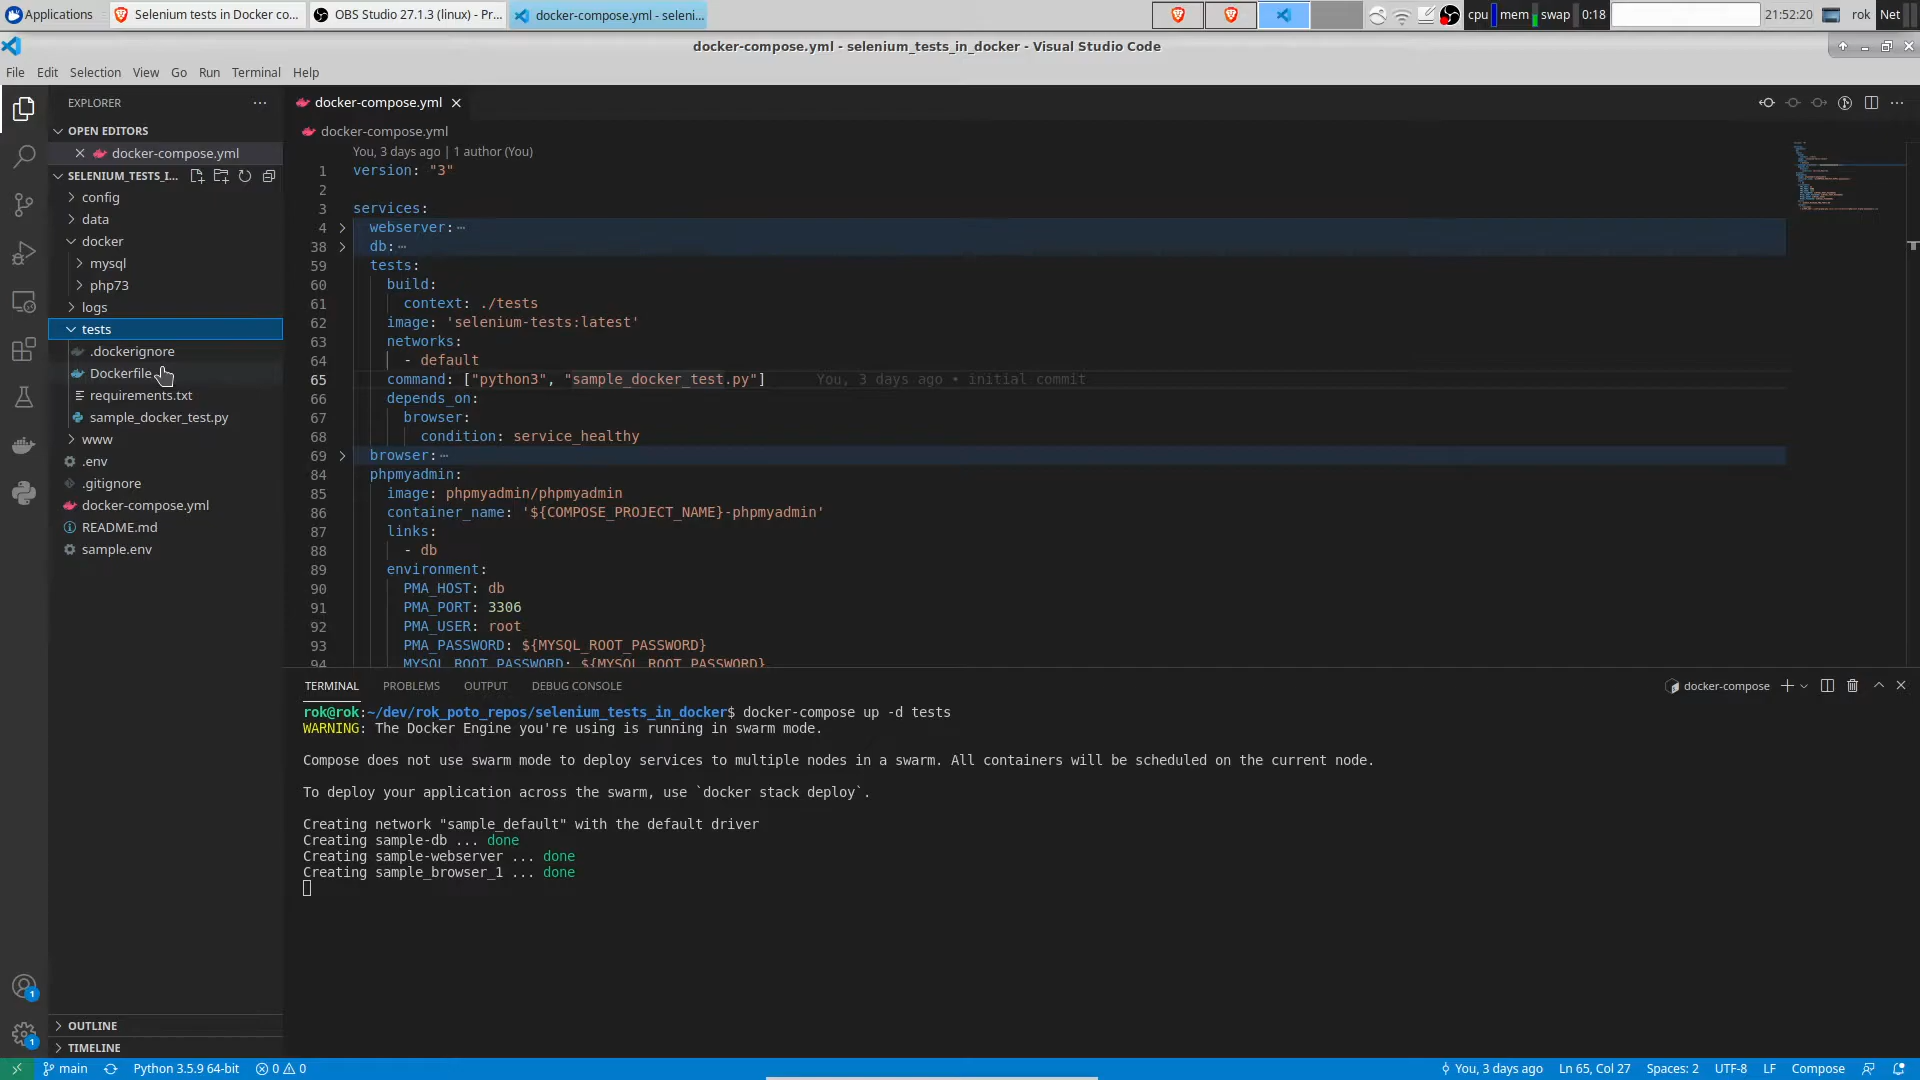 Applications
Selenium tests in Docker co...
OBS Studio 27.1.3 (linux) - Pr...
docker-compose.yml - seleni...
cpu
mem
swap
0:18
21:52:20
rok
Net
docker-compose.yml - selenium_tests_in_docker - Visual Studio Code
File Edit Selection View Go Run Terminal Help
EXPLORER
OPEN EDITORS
docker-compose.yml
SELENIUM_TESTS_I...
config
data
docker
mysql
php73
logs
tests
.dockerignore
Dockerfile
requirements.txt
sample_docker_test.py
www
.env
.gitignore
docker-compose.yml
README.md
sample.env
OUTLINE
TIMELINE
docker-compose.yml
docker-compose.yml
You, 3 days ago | 1 author (You)
1 version: "3"
2
3 services:
4 webserver:
38 db:
59 tests:
60 build:
61 context: ./tests
62 image: 'selenium-tests:latest'
63 networks:
64 - default
65 command: ["python3", "sample_docker_test.py"] You, 3 days ago • initial commit
66 depends_on:
67 browser:
68 condition: service_healthy
69 browser:
84 phpmyadmin:
85 image: phpmyadmin/phpmyadmin
86 container_name: '${COMPOSE_PROJECT_NAME}-phpmyadmin'
87 links:
88 - db
89 environment:
90 PMA_HOST: db
91 PMA_PORT: 3306
92 PMA_USER: root
93 PMA_PASSWORD: ${MYSQL_ROOT_PASSWORD}
94 MYSQL_ROOT_PASSWORD: ${MYSQL_ROOT_PASSWORD}
TERMINAL PROBLEMS OUTPUT DEBUG CONSOLE
docker-compose
rok@rok:~/dev/rok_poto_repos/selenium_tests_in_docker$ docker-compose up -d tests
WARNING: The Docker Engine you're using is running in swarm mode.
Compose does not use swarm mode to deploy services to multiple nodes in a swarm. All containers will be scheduled on the current node.
To deploy your application across the swarm, use `docker stack deploy`.
Creating network "sample_default" with the default driver
Creating sample-db ... done
Creating sample-webserver ... done
Creating sample_browser_1 ... done
1
1
main
Python 3.5.9 64-bit
0 0
You, 3 days ago
Ln 65, Col 27
Spaces: 2
UTF-8
LF
Compose